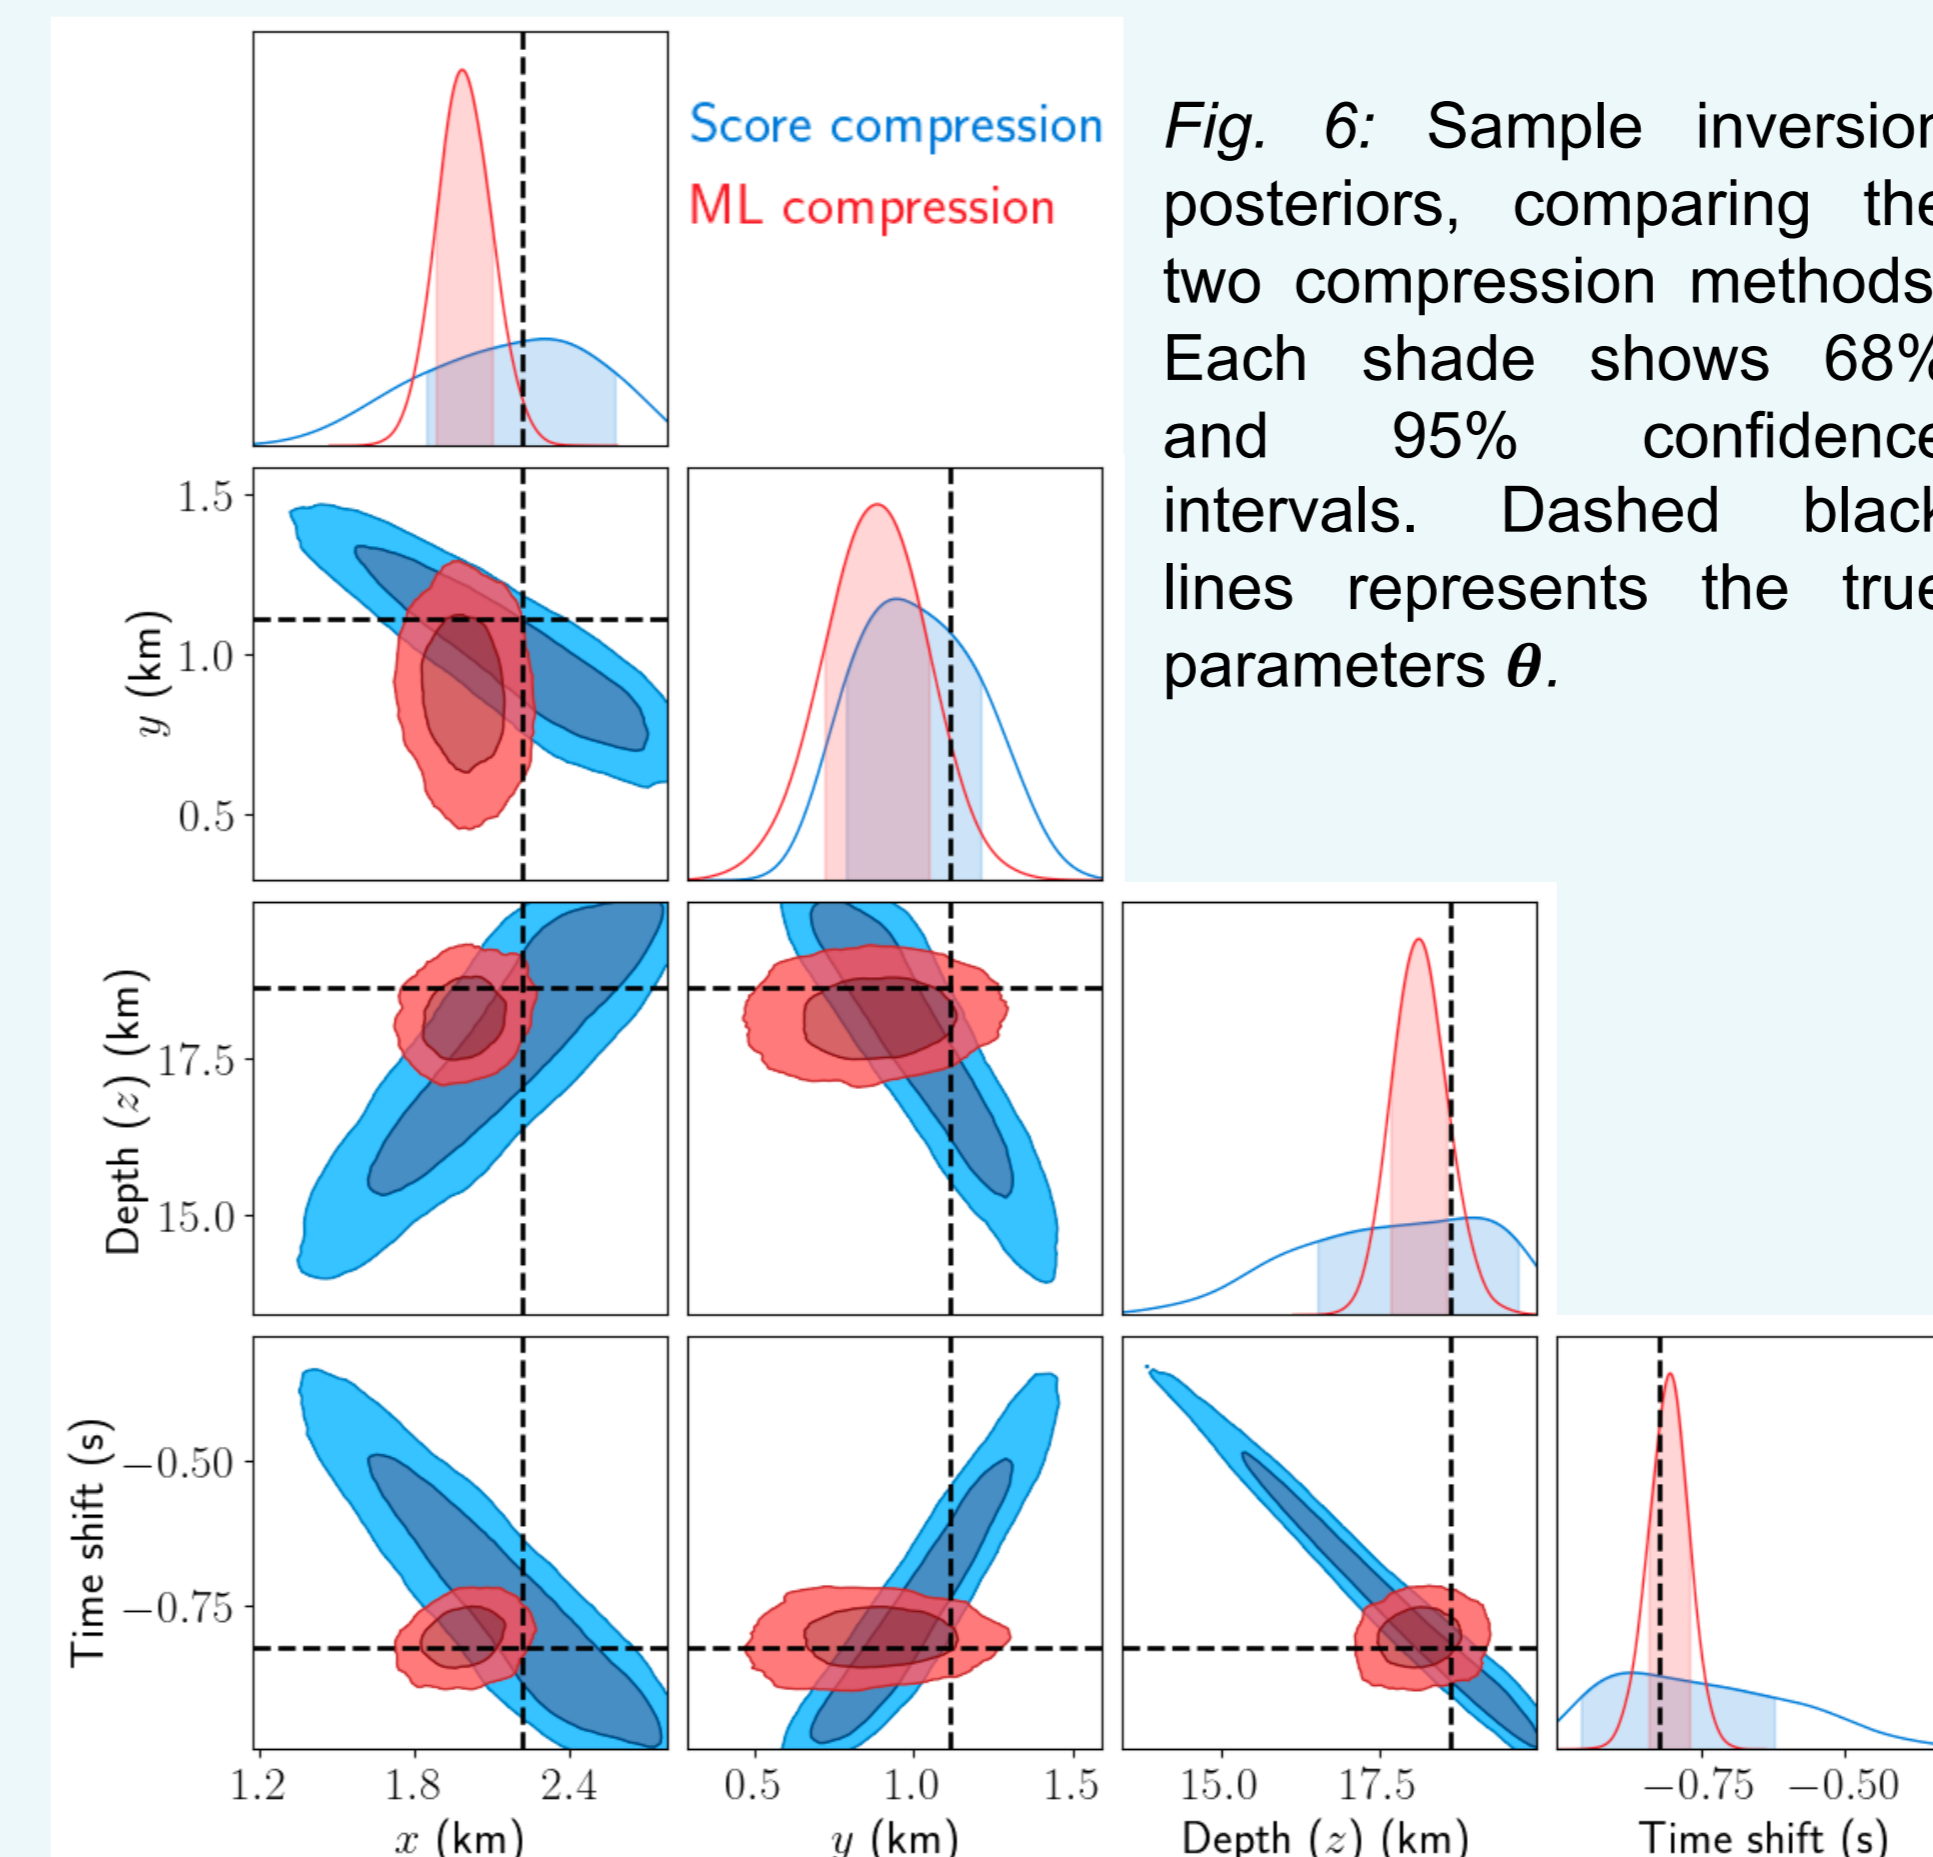 Score compression
ML compression
Fig. 6: Sample inversion
posteriors, comparing the
two compression methods.
Each shade shows 68%
and 95% confidence
intervals. Dashed black
lines represents the true
parameters θ.
1.5
1.0
0.5
y (km)
17.5
15.0
Depth (z) (km)
−0.50
−0.75
Time shift (s)
1.2 1.8 2.4
0.5 1.0 1.5
15.0 17.5
−0.75 −0.50
x (km)
y (km)
Depth (z) (km)
Time shift (s)